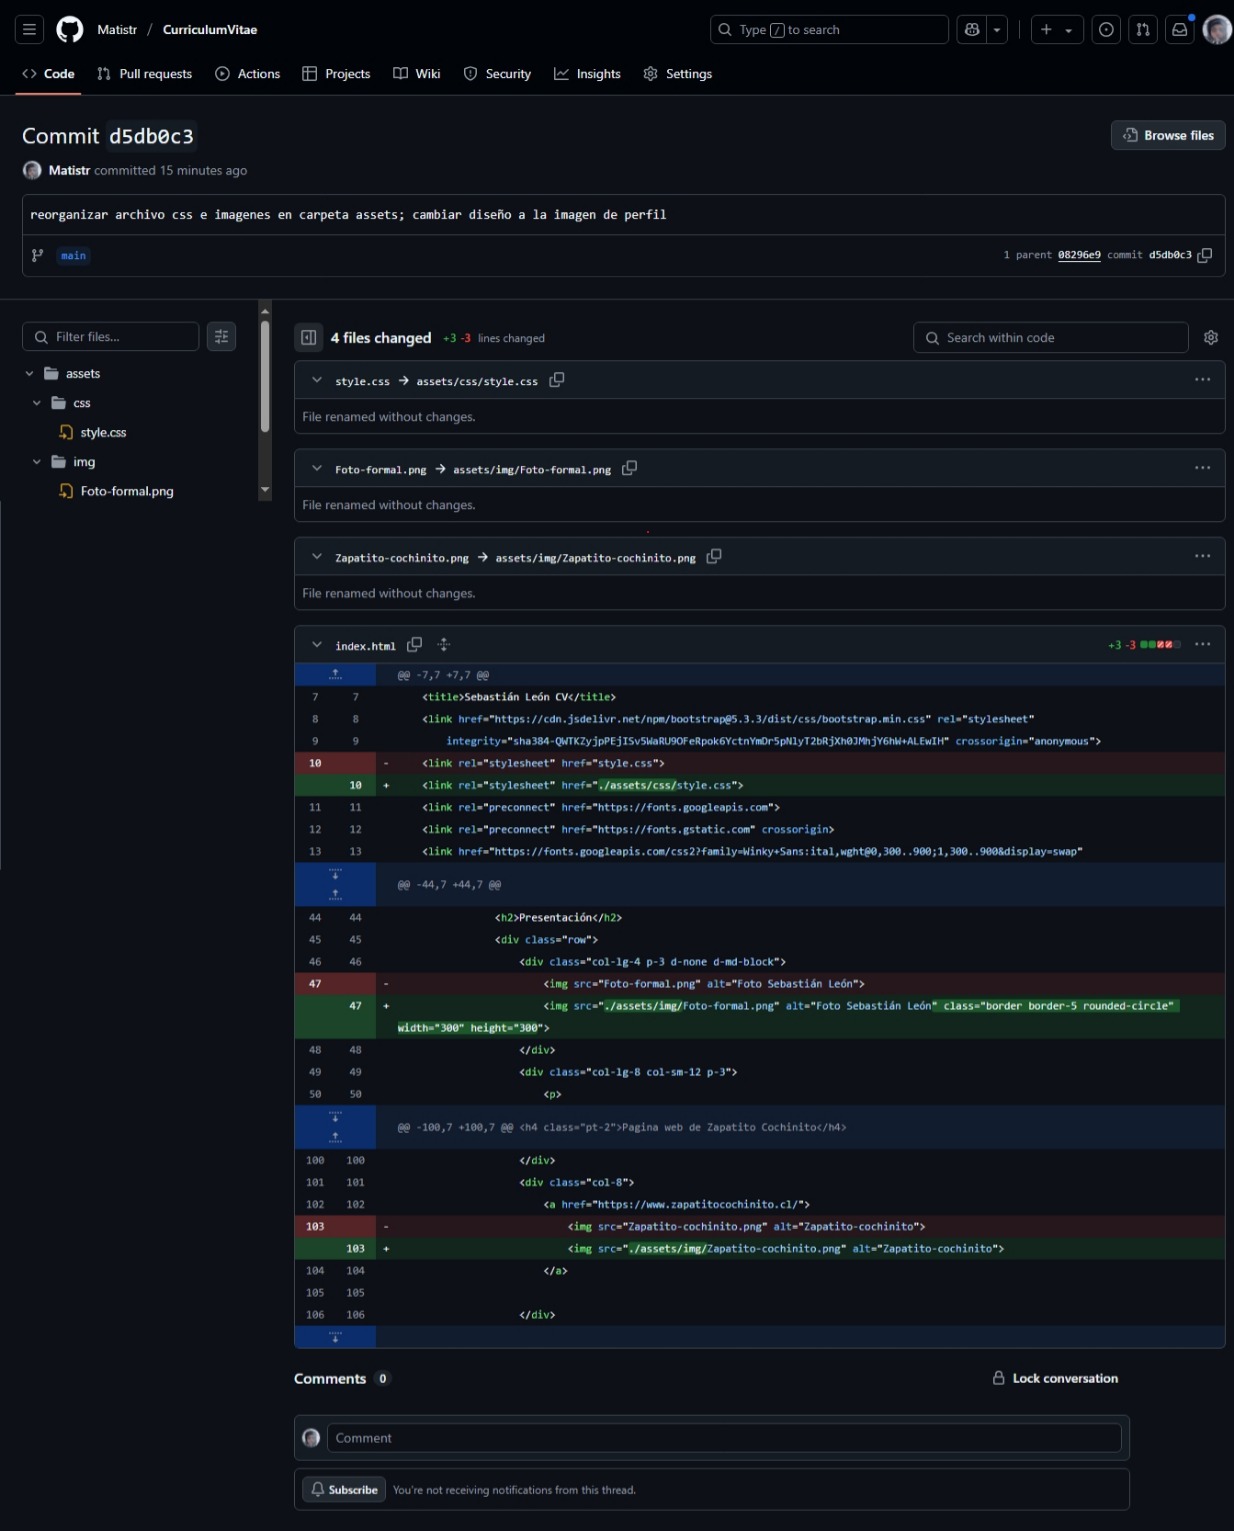 Matistr / CurriculumVitae
Type / to search
Code Pull requests Actions Projects Wiki Security Insights Settings
Commit d5db0c3
Browse files
Matistr committed 15 minutes ago
reorganizar archivo css e imagenes en carpeta assets; cambiar diseño a la imagen de perfil
main
1 parent 08296e9 commit d5db0c3
Filter files...
assets
css
style.css
img
Foto-formal.png
4 files changed +3 -3 lines changed
Search within code
style.css → assets/css/style.css
File renamed without changes.
Foto-formal.png → assets/img/Foto-formal.png
File renamed without changes.
Zapatito-cochinito.png → assets/img/Zapatito-cochinito.png
File renamed without changes.
index.html
+3 -3
@@ -7,7 +7,7 @@
7 7 <title>Sebastián León CV</title>
8 8 <link href="https://cdn.jsdelivr.net/npm/bootstrap@5.3.3/dist/css/bootstrap.min.css" rel="stylesheet"
9 9 integrity="sha384-QWTKZyjpPEjISv5WaRU9OFeRpok6YctnYmDr5pNlyT2bRjXh0JMhjY6hW+ALEwIH" crossorigin="anonymous">
10 - <link rel="stylesheet" href="style.css">
10 + <link rel="stylesheet" href="./assets/css/style.css">
11 11 <link rel="preconnect" href="https://fonts.googleapis.com">
12 12 <link rel="preconnect" href="https://fonts.gstatic.com" crossorigin>
13 13 <link href="https://fonts.googleapis.com/css2?family=Winky+Sans:ital,wght@0,300..900;1,300..900&display=swap"
@@ -44,7 +44,7 @@
44 44 <h2>Presentación</h2>
45 45 <div class="row">
46 46 <div class="col-lg-4 p-3 d-none d-md-block">
47 - <img src="Foto-formal.png" alt="Foto Sebastián León">
47 + <img src="./assets/img/Foto-formal.png" alt="Foto Sebastián León" class="border border-5 rounded-circle"
width="300" height="300">
48 48 </div>
49 49 <div class="col-lg-8 col-sm-12 p-3">
50 50 <p>
@@ -100,7 +100,7 @@ <h4 class="pt-2">Pagina web de Zapatito Cochinito</h4>
100 100 </div>
101 101 <div class="col-8">
102 102 <a href="https://www.zapatitocochinito.cl/">
103 - <img src="Zapatito-cochinito.png" alt="Zapatito-cochinito">
103 + <img src="./assets/img/Zapatito-cochinito.png" alt="Zapatito-cochinito">
104 104 </a>
105 105
106 106 </div>
Comments 0
Lock conversation
Comment
Subscribe You're not receiving notifications from this thread.